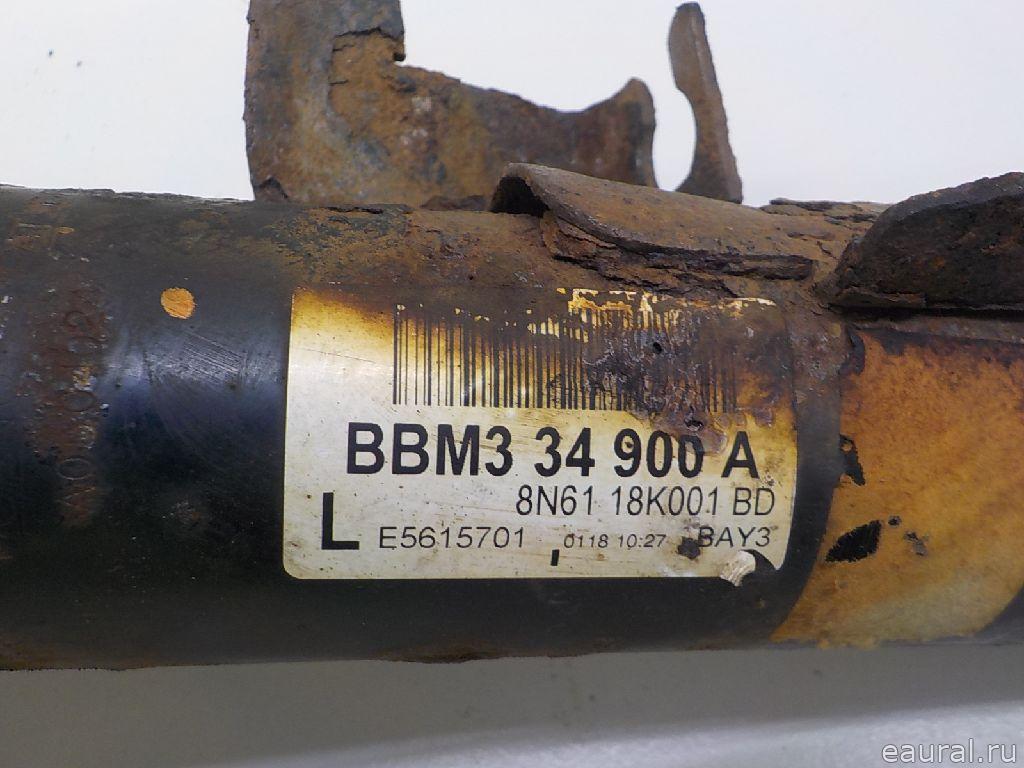 BBM3 34 900 A
8N61 18K001 BD
L E5615701 0118 10:27 BAY3
eaural.ru